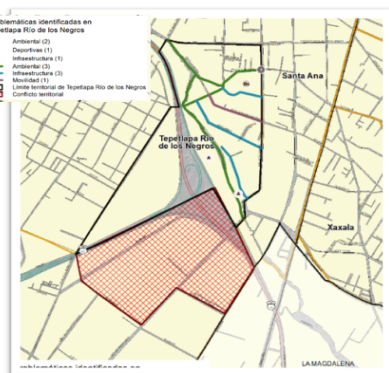 blemáticas identificadas en
etlapa Río de los Negros
Ambiental (2)
Deportivas (1)
Infraestructura (1)
Ambiental (3)
Infraestructura (3)
Movilidad (1)
Límite territorial de Tepetlapa Río de los Negros
Conflicto territorial
Santa Ana
Tepetlapa Río
de los Negros
Xaxala
LA MAGDALENA